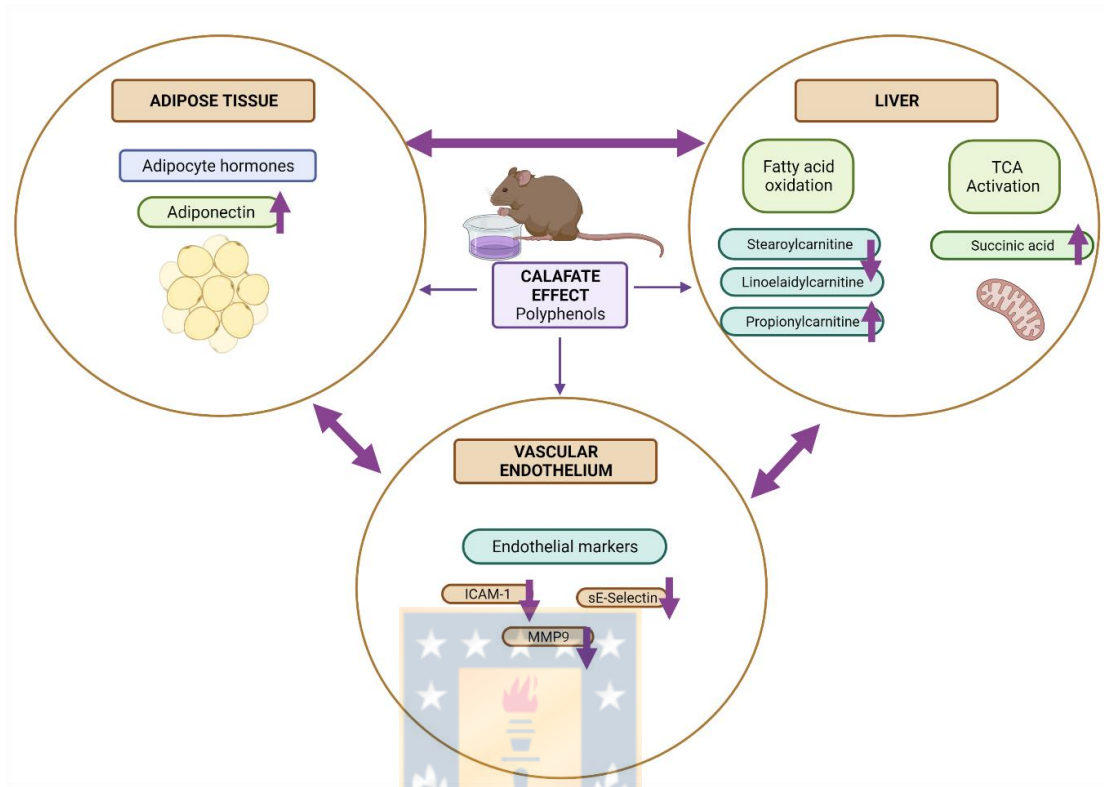 ADIPOSE TISSUE
Adipocyte hormones
Adiponectin
LIVER
Fatty acid
oxidation
TCA
Activation
Stearoylcarnitine
Linoelaidylcarnitine
Propionylcarnitine
Succinic acid
CALAFATE
EFFECT
Polyphenols
VASCULAR
ENDOTHELIUM
Endothelial markers
ICAM-1
sE-Selectin
MMP9